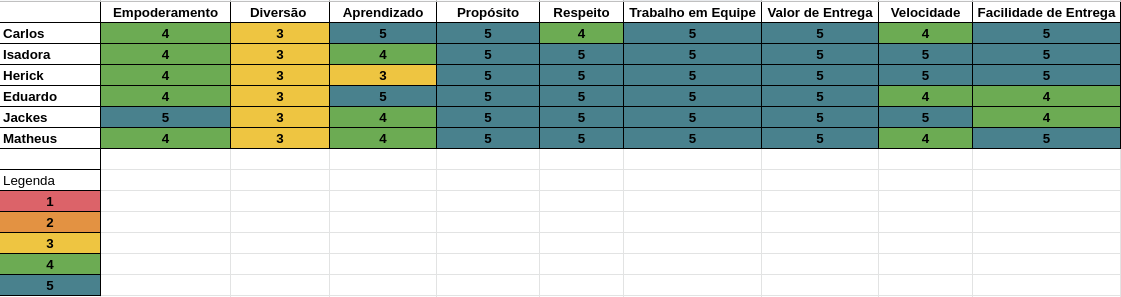 Empoderamento Diversão Aprendizado Propósito Respeito Trabalho em Equipe Valor de Entrega Velocidade Facilidade de Entrega
Carlos 4 3 5 5 4 5 5 4 5
Isadora 4 3 4 5 5 5 5 5 5
Herick 4 3 3 5 5 5 5 5 5
Eduardo 4 3 5 5 5 5 5 4 4
Jackes 5 3 4 5 5 5 5 5 4
Matheus 4 3 4 5 5 5 5 4 5
Legenda
1
2
3
4
5